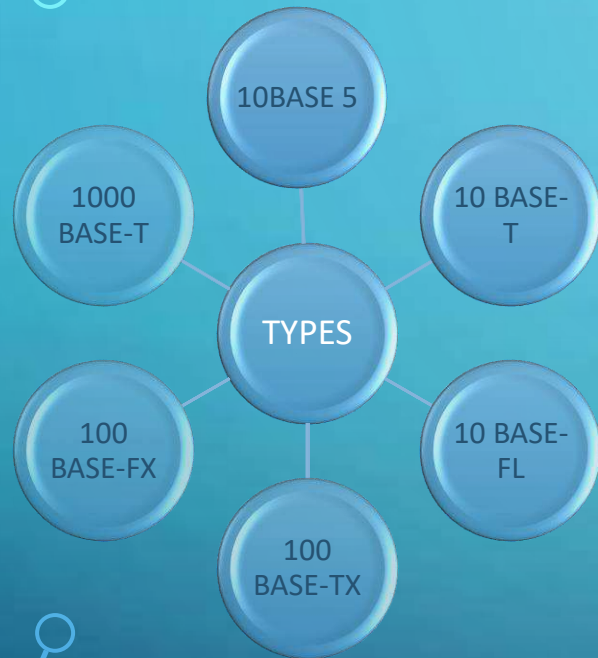 10BASE 5
10 BASE-
T
10 BASE-
FL
100
BASE-TX
100
BASE-FX
1000
BASE-T
TYPES